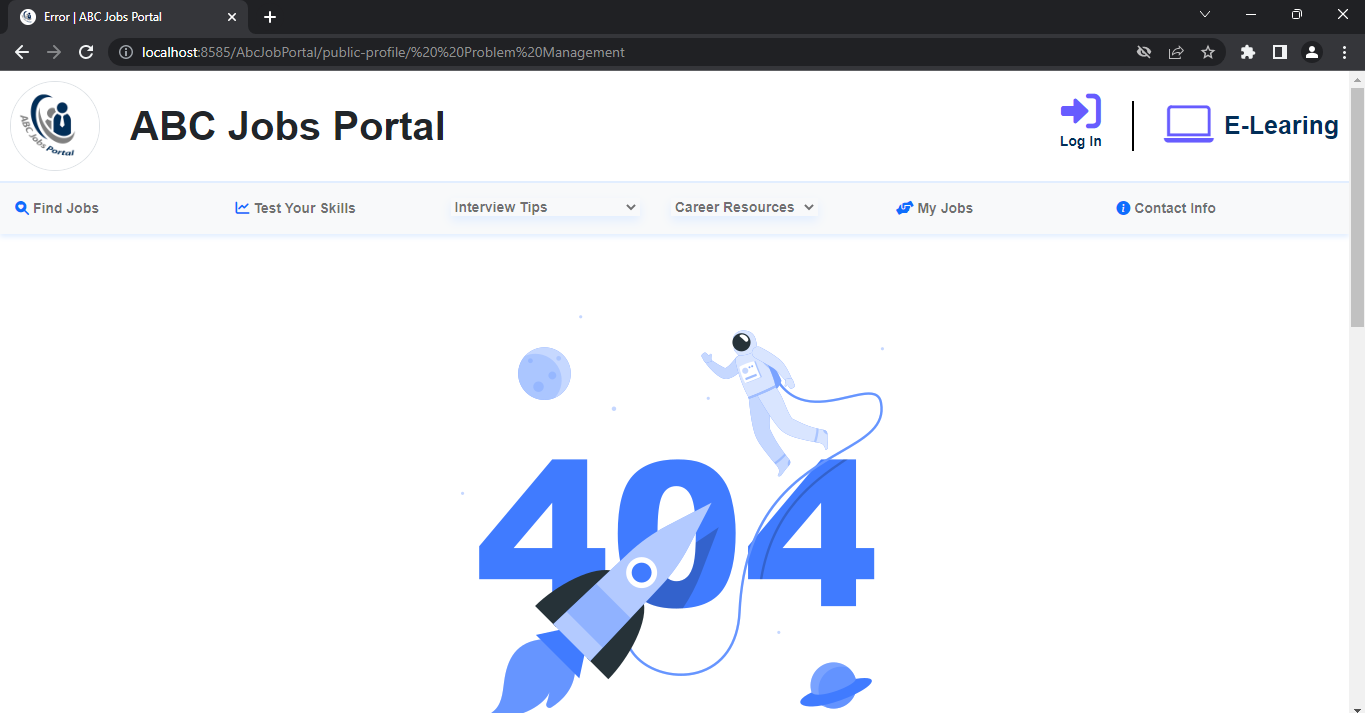 Error | ABC Jobs Portal
localhost:8585/AbcJobPortal/public-profile/%20%20Problem%20Management
ABC Jobs Portal
ABC Jobs Portal
Log In
E-Learing
Find Jobs
Test Your Skills
Interview Tips
Career Resources
My Jobs
Contact Info
404